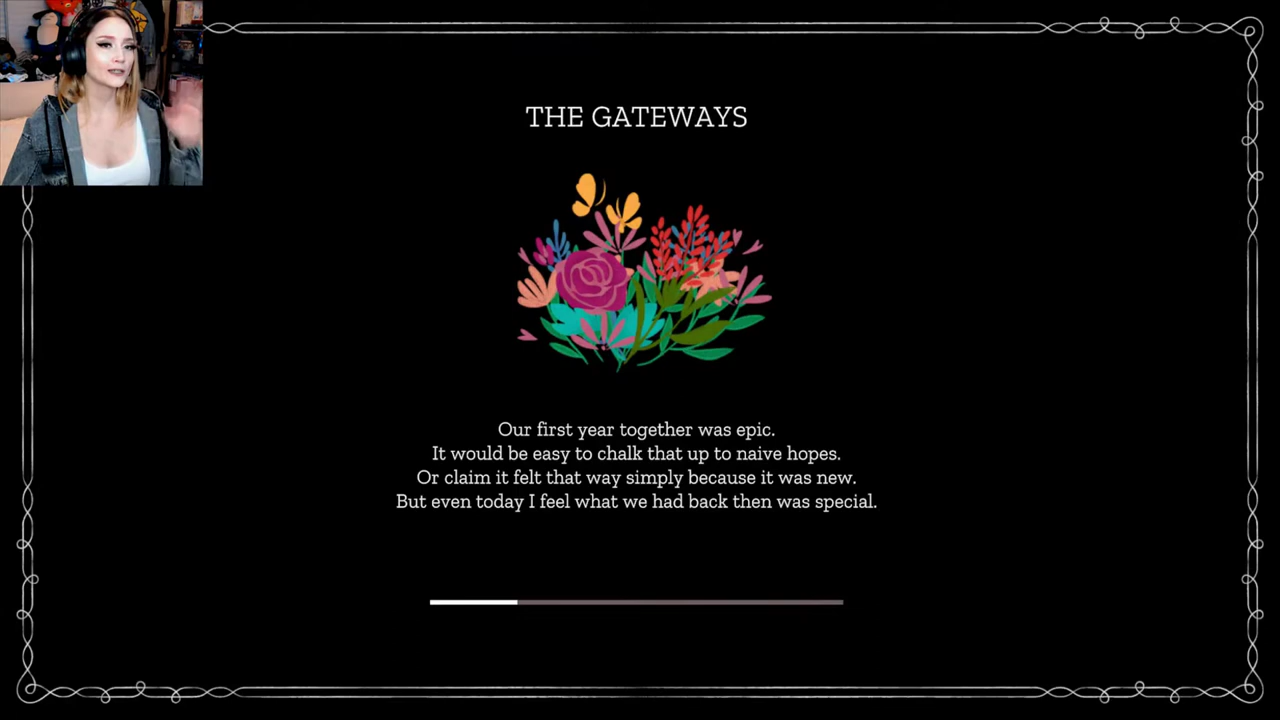 THE GATEWAYS
Our first year together was epic.
It would be easy to chalk that up to naive hopes.
Or claim it felt that way simply because it was new.
But even today I feel what we had back then was special.